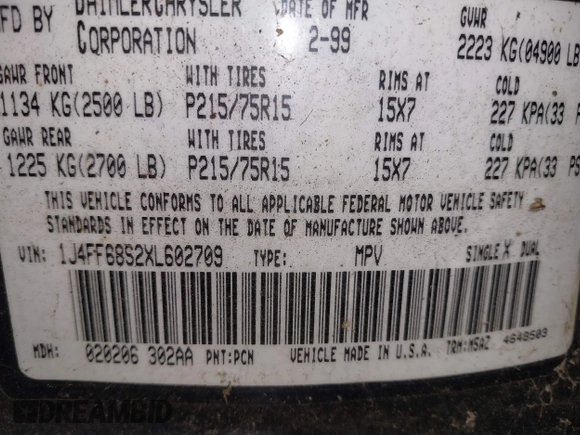 MFD BY DAIMLERCHRYSLER CORPORATION DATE OF MFR 2-99 GVWR 2223 KG(04900 LB
GAWR FRONT WITH TIRES RIMS AT COLD
1134 KG(2500 LB) P215/75R15 15X7 227 KPA(33 P
GAWR REAR WITH TIRES RIMS AT COLD
1225 KG(2700 LB) P215/75R15 15X7 227 KPA(33 PS
THIS VEHICLE CONFORMS TO ALL APPLICABLE FEDERAL MOTOR VEHICLE SAFETY
STANDARDS IN EFFECT ON THE DATE OF MANUFACTURE SHOWN ABOVE.
VIN: 1J4FF68S2XL602709 TYPE: MPV SINGLE X DUAL
MDH: 020206 302AA PNT:PCN VEHICLE MADE IN U.S.A. TRM:MSAZ 4648503
DREAMBID